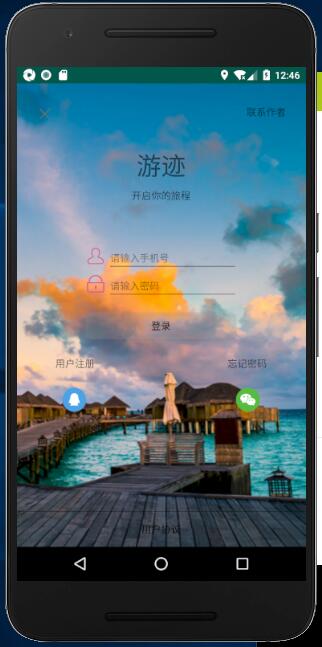 12:46
联系作者
游迹
开启你的旅程
请输入手机号
请输入密码
登录
用户注册
忘记密码
用户协议